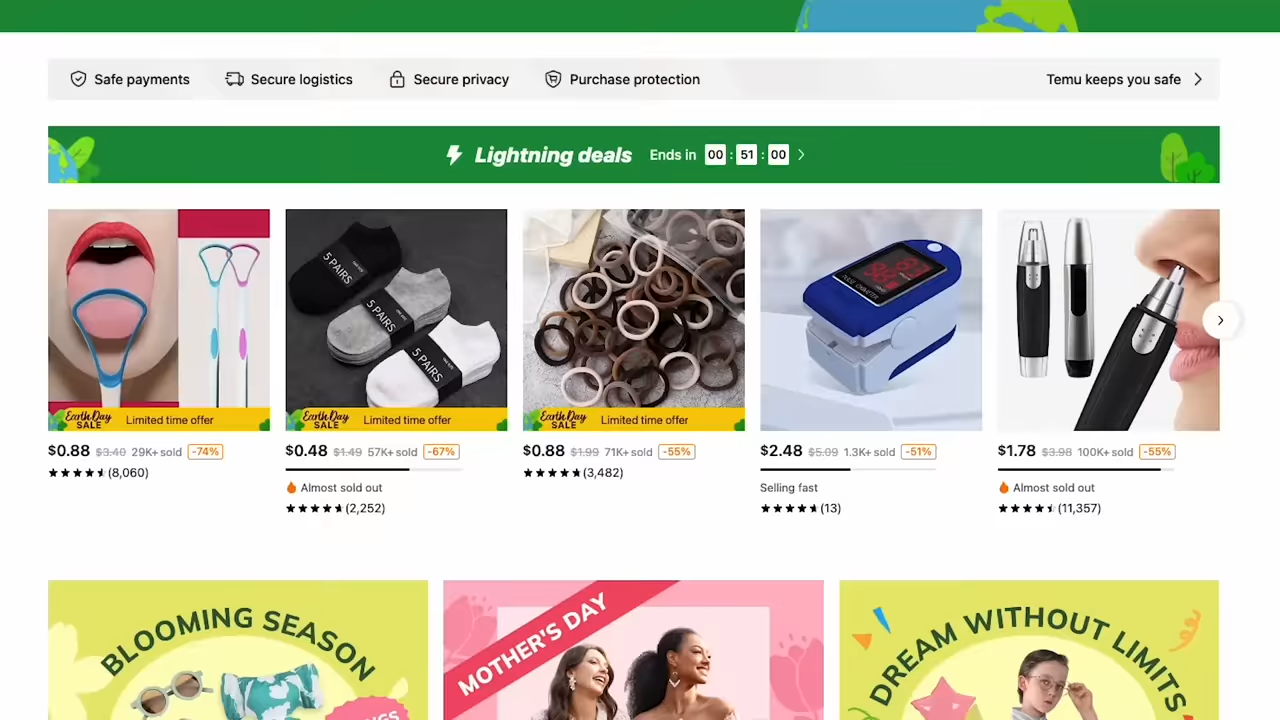 Safe payments
Secure logistics
Secure privacy
Purchase protection
Temu keeps you safe
Lightning deals Ends in 00 : 51 : 00
5 PAIRS
5 PAIRS
5 PAIRS
Earth Day SALE Limited time offer
Earth Day SALE Limited time offer
Earth Day SALE Limited time offer
$0.88 $3.40 29K+ sold -74%
(8,060)
$0.48 $1.49 57K+ sold -67%
Almost sold out
(2,252)
$0.88 $1.99 71K+ sold -55%
(3,482)
$2.48 $5.09 1.3K+ sold -51%
Selling fast
(13)
$1.78 $3.98 100K+ sold -55%
Almost sold out
(11,357)
BLOOMING SEASON
MOTHER'S DAY
DREAM WITHOUT LIMITS